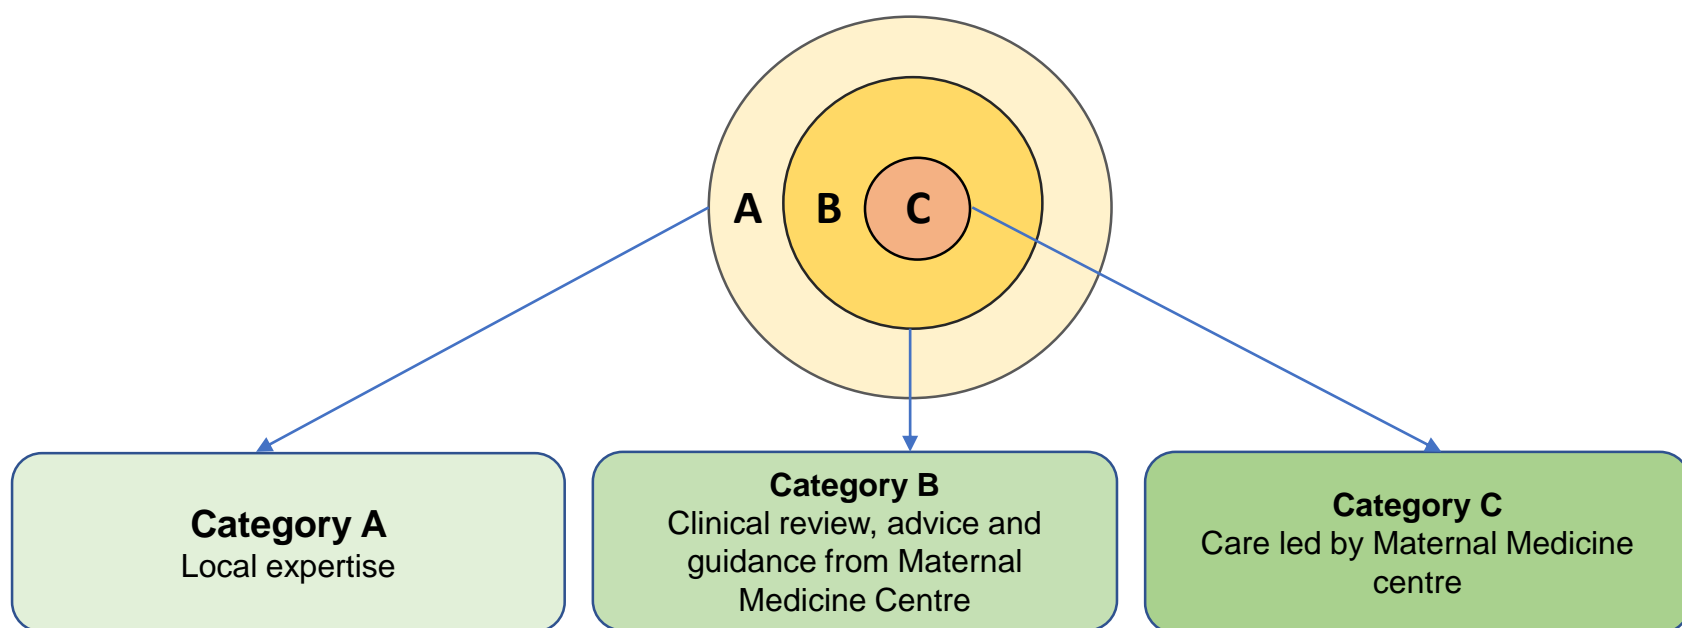 A B C
Category A
Local expertise
Category B
Clinical review, advice and
guidance from Maternal
Medicine Centre
Category C
Care led by Maternal Medicine
centre